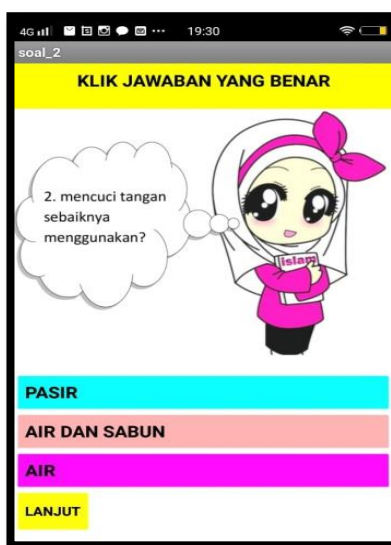 4G 19:30
soal_2
KLIK JAWABAN YANG BENAR
2. mencuci tangan
sebaiknya
menggunakan?
islam
PASIR
AIR DAN SABUN
AIR
LANJUT